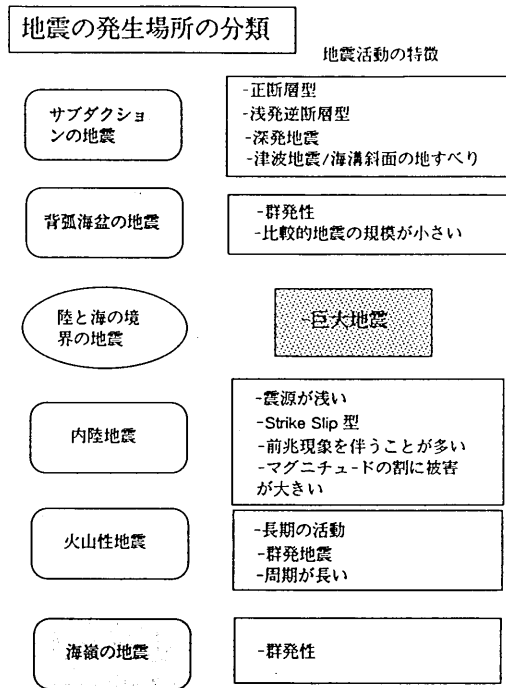 地震の発生場所の分類
地震活動の特徴
サブダクショ
ンの地震
-正断層型
-浅発逆断層型
-深発地震
-津波地震/海溝斜面の地すべり
背弧海盆の地震
-群発性
-比較的地震の規模が小さい
陸と海の境
界の地震
-巨大地震
内陸地震
-震源が浅い
-Strike Slip 型
-前兆現象を伴うことが多い
-マグニチュ-ドの割に被害
が大きい
火山性地震
-長期の活動
-群発地震
-周期が長い
海嶺の地震
-群発性